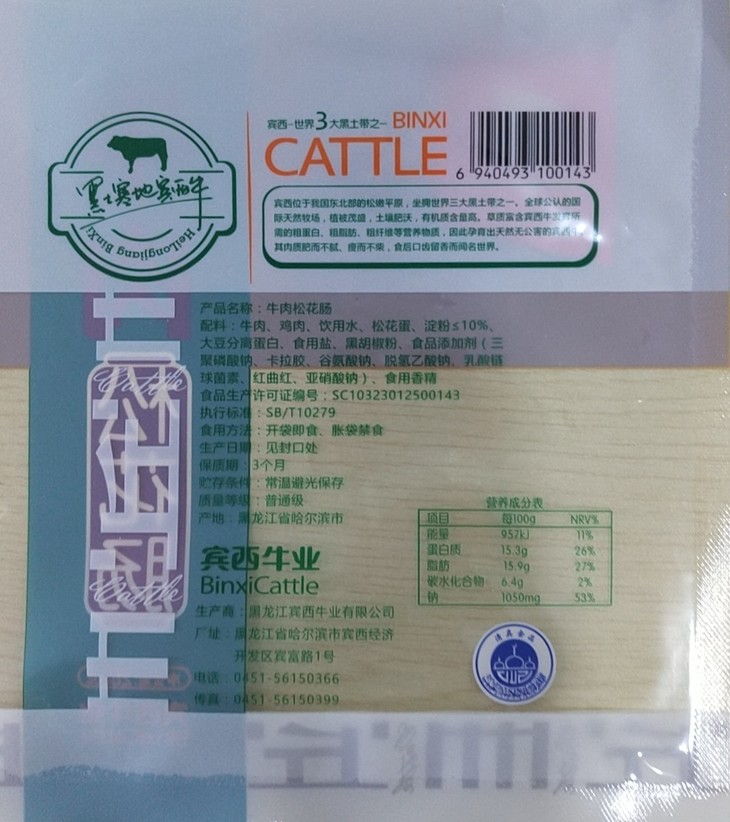 宾西-世界3大黑土带之一 BINXI
CATTLE
6 940493 100143
黑土寒地宾西牛
HeiLongjiang BinXi
宾西位于我国东北部的松嫩平原，坐拥世界三大黑土带之一。全球公认的国
际天然牧场，植被茂盛，土壤肥沃，有机质含量高。草质富含宾西牛发育所
需的粗蛋白、粗脂肪、粗纤维等营养物质，因此孕育出天然无公害的宾西牛
其肉质肥而不腻、瘦而不柴，食后口齿留香而闻名世界。
产品名称：牛肉松花肠
配料：牛肉、鸡肉、饮用水、松花蛋、淀粉≤10%、
大豆分离蛋白、食用盐、黑胡椒粉、食品添加剂（三
聚磷酸钠、卡拉胶、谷氨酸钠、脱氢乙酸钠、乳酸链
球菌素、红曲红、亚硝酸钠）、食用香精
食品生产许可证编号：SC10323012500143
执行标准：SB/T10279
食用方法：开袋即食、胀袋禁食
生产日期：见封口处
保质期：3个月
贮存条件：常温避光保存
质量等级：普通级
产地：黑龙江省哈尔滨市
营养成分表
项目 每100g NRV%
能量 957kJ 11%
蛋白质 15.3g 26%
脂肪 15.9g 27%
碳水化合物 6.4g 2%
钠 1050mg 53%
宾西牛业
BinxiCattle
生产商：黑龙江宾西牛业有限公司
厂址：黑龙江省哈尔滨市宾西经济
开发区宾富路1号
电话：0451-56150366
传真：0451-56150399
清真食品
Cattle
Cattle